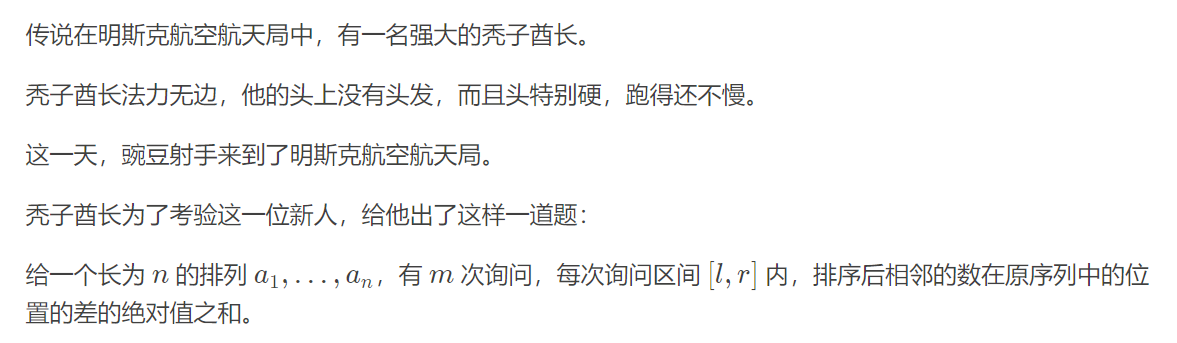 传说在明斯克航空航天局中，有一名强大的秃子酋长。
秃子酋长法力无边，他的头上没有头发，而且头特别硬，跑得还不慢。
这一天，豌豆射手来到了明斯克航空航天局。
秃子酋长为了考验这一位新人，给他出了这样一道题：
给一个长为 n 的排列 a₁, . . . , aₙ，有 m 次询问，每次询问区间 [l, r] 内，排序后相邻的数在原序列中的位
置的差的绝对值之和。